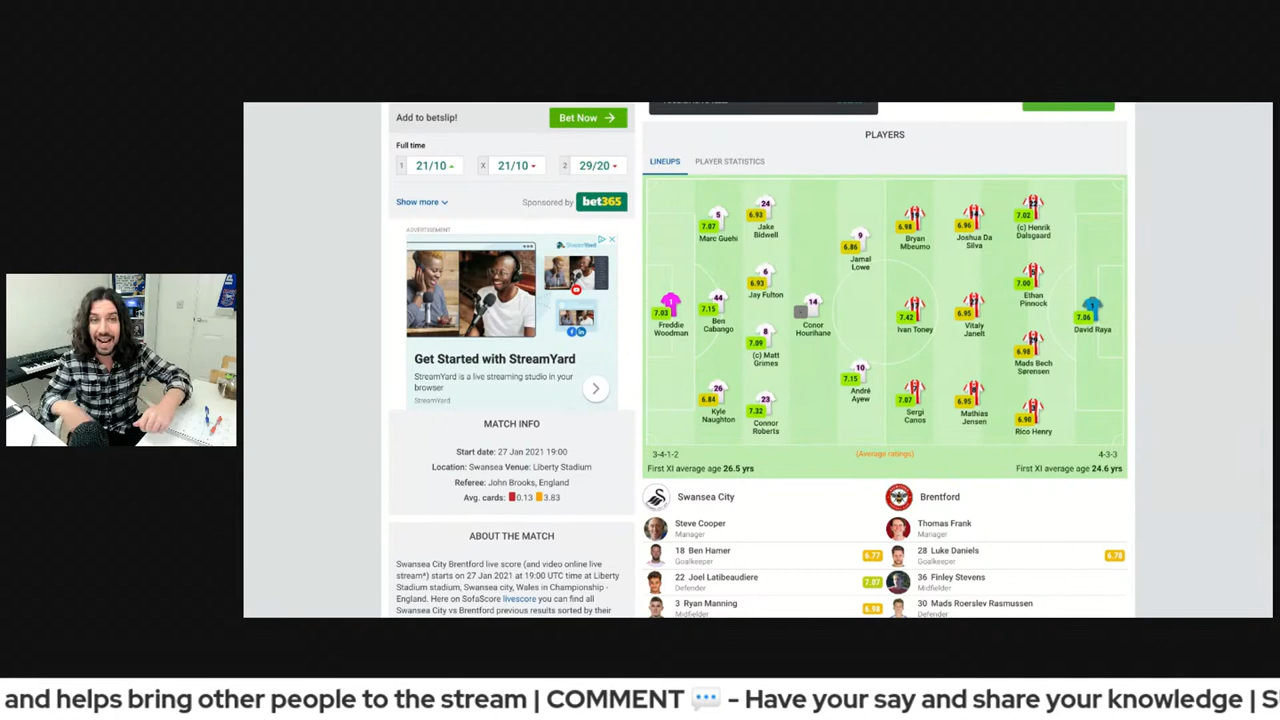 Add to betslip!
Bet Now →
Full time
1 21/10
X 21/10
2 29/20
Show more
Sponsored by bet365
ADVERTISEMENT
StreamYard
Get Started with StreamYard
StreamYard is a live streaming studio in your
browser
StreamYard
MATCH INFO
Start date: 27 Jan 2021 19:00
Location: Swansea Venue: Liberty Stadium
Referee: John Brooks, England
Avg. cards: 0.13 3.83
ABOUT THE MATCH
Swansea City Brentford live score (and video online live
stream*) starts on 27 Jan 2021 at 19:00 UTC time at Liberty
Stadium stadium, Swansea city, Wales in Championship -
England. Here on SofaScore livescore you can find all
Swansea City vs Brentford previous results sorted by their
PLAYERS
LINEUPS PLAYER STATISTICS
1
7.03
Freddie
Woodman
5
7.07
Marc Guehi
44
7.15
Ben
Cabango
26
6.84
Kyle
Naughton
24
6.93
Jake
Bidwell
6
6.93
Jay Fulton
8
7.09
(c) Matt
Grimes
23
7.32
Connor
Roberts
14
-
Conor
Hourihane
9
6.86
Jamal
Lowe
10
7.15
André
Ayew
6.98
Bryan
Mbeumo
7.42
Ivan Toney
7.07
Sergi
Canos
6.96
Joshua Da
Silva
6.95
Vitaly
Janelt
6.95
Mathias
Jensen
7.02
(c) Henrik
Dalsgaard
7.00
Ethan
Pinnock
6.98
Mads Bech
Sørensen
6.90
Rico Henry
1
7.06
David Raya
3-4-1-2 (Average ratings) 4-3-3
First XI average age 26.5 yrs First XI average age 24.6 yrs
Swansea City
Brentford
Steve Cooper
Manager
Thomas Frank
Manager
18 Ben Hamer
Goalkeeper
6.77
28 Luke Daniels
Goalkeeper
6.78
22 Joel Latibeaudiere
Defender
7.07
36 Finley Stevens
Midfielder
3 Ryan Manning
Midfielder
6.98
30 Mads Roerslev Rasmussen
Defender
and helps bring other people to the stream | COMMENT 💬 - Have your say and share your knowledge | S